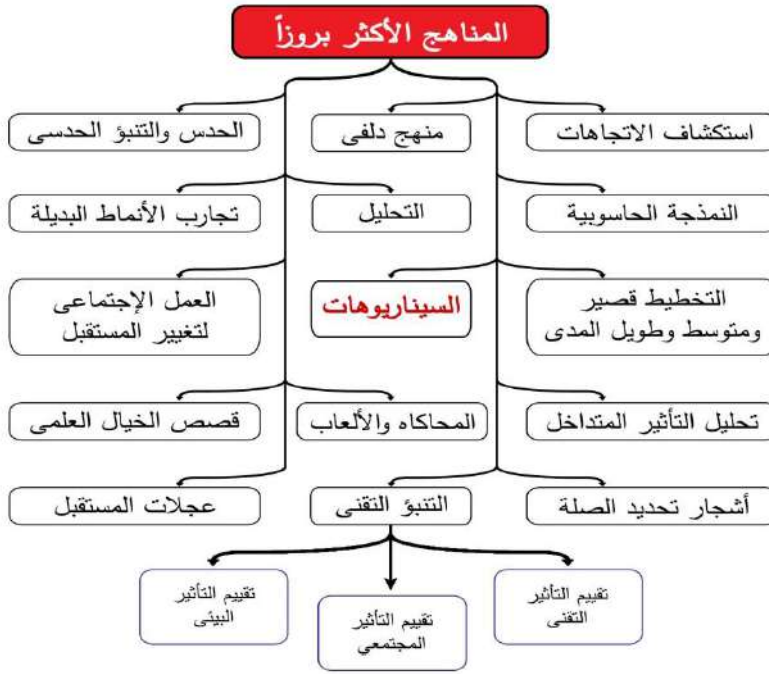 المناهج الأكثر بروزاً
استكشاف الاتجاهات
منهج دلفى
الحدس والتنبؤ الحدسى
النمذجة الحاسوبية
التحليل
تجارب الأنماط البديلة
التخطيط قصير
ومتوسط وطويل المدى
السيناريوهات
العمل الإجتماعى
لتغيير المستقبل
تحليل التأثير المتداخل
المحاكاه والألعاب
قصص الخيال العلمى
أشجار تحديد الصلة
التنبؤ التقنى
عجلات المستقبل
تقييم التأثير
التقنى
تقييم التأثير
المجتمعي
تقييم التأثير
البيئى